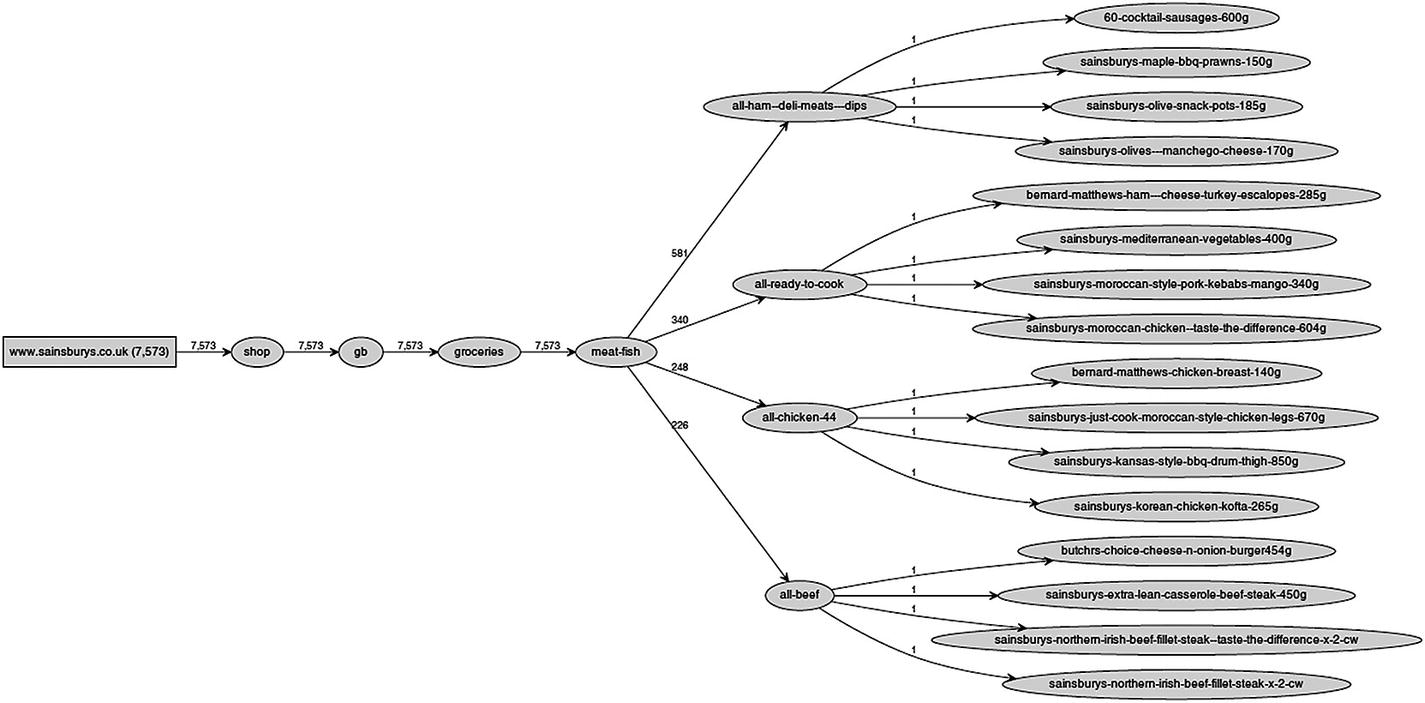 www.sainsburys.co.uk (7,573)
7,573
shop
7,573
gb
7,573
groceries
7,573
meat-fish
581
all-ham--deli-meats---dips
1
60-cocktail-sausages-600g
1
sainsburys-maple-bbq-prawns-150g
1
sainsburys-olive-snack-pots-185g
1
sainsburys-olives---manchego-cheese-170g
340
all-ready-to-cook
1
bernard-matthews-ham---cheese-turkey-escalopes-285g
1
sainsburys-mediterranean-vegetables-400g
1
sainsburys-moroccan-style-pork-kebabs-mango-340g
1
sainsburys-moroccan-chicken--taste-the-difference-604g
248
all-chicken-44
1
bernard-matthews-chicken-breast-140g
1
sainsburys-just-cook-moroccan-style-chicken-legs-670g
1
sainsburys-kansas-style-bbq-drum-thigh-850g
1
sainsburys-korean-chicken-kofta-265g
226
all-beef
1
butchrs-choice-cheese-n-onion-burger454g
1
sainsburys-extra-lean-casserole-beef-steak-450g
1
sainsburys-northern-irish-beef-fillet-steak--taste-the-difference-x-2-cw
1
sainsburys-northern-irish-beef-fillet-steak-x-2-cw